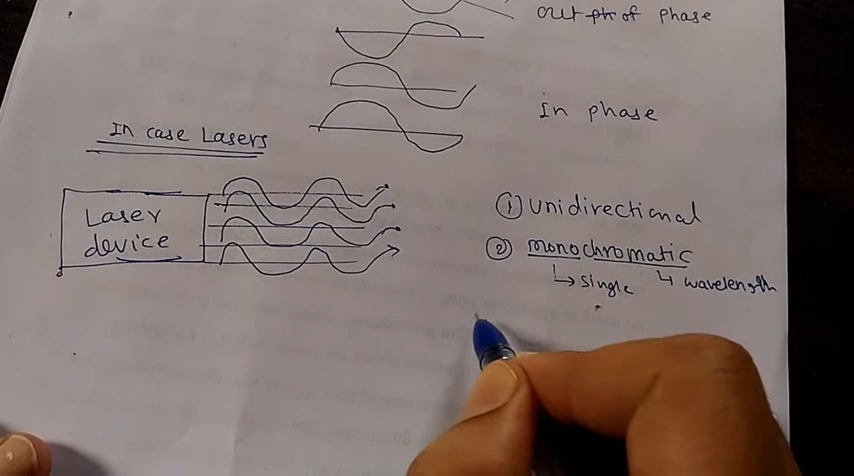 out of phase
In phase
In case Lasers
Laser
device
① Unidirectional
② monochromatic
↳ single ↳ wavelength